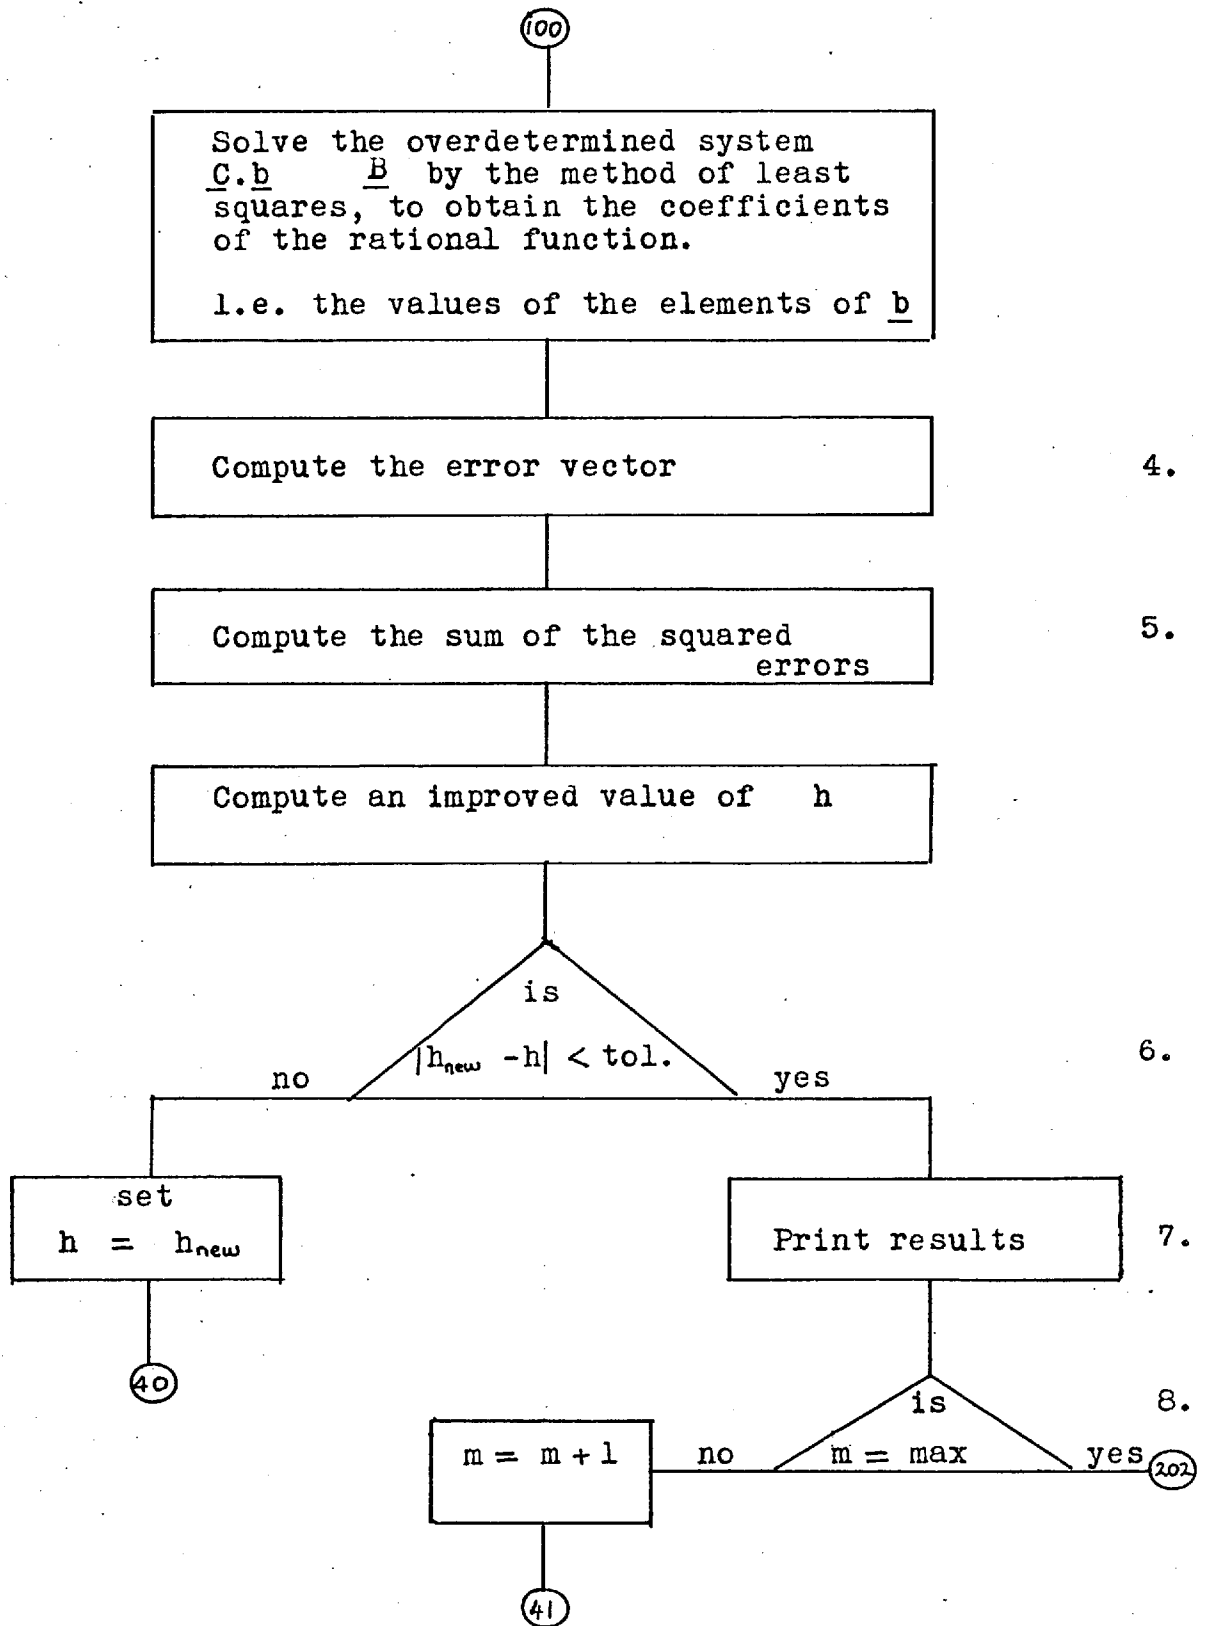 100
Solve the overdetermined system
C.b B by the method of least
squares, to obtain the coefficients
of the rational function.
l.e. the values of the elements of b
Compute the error vector
4.
Compute the sum of the squared
errors
5.
Compute an improved value of h
is
|hnew -h| < tol.
6.
no
yes
set
h = hnew
Print results
7.
40
is
8.
m = m + 1
no
m = max
yes
202
41